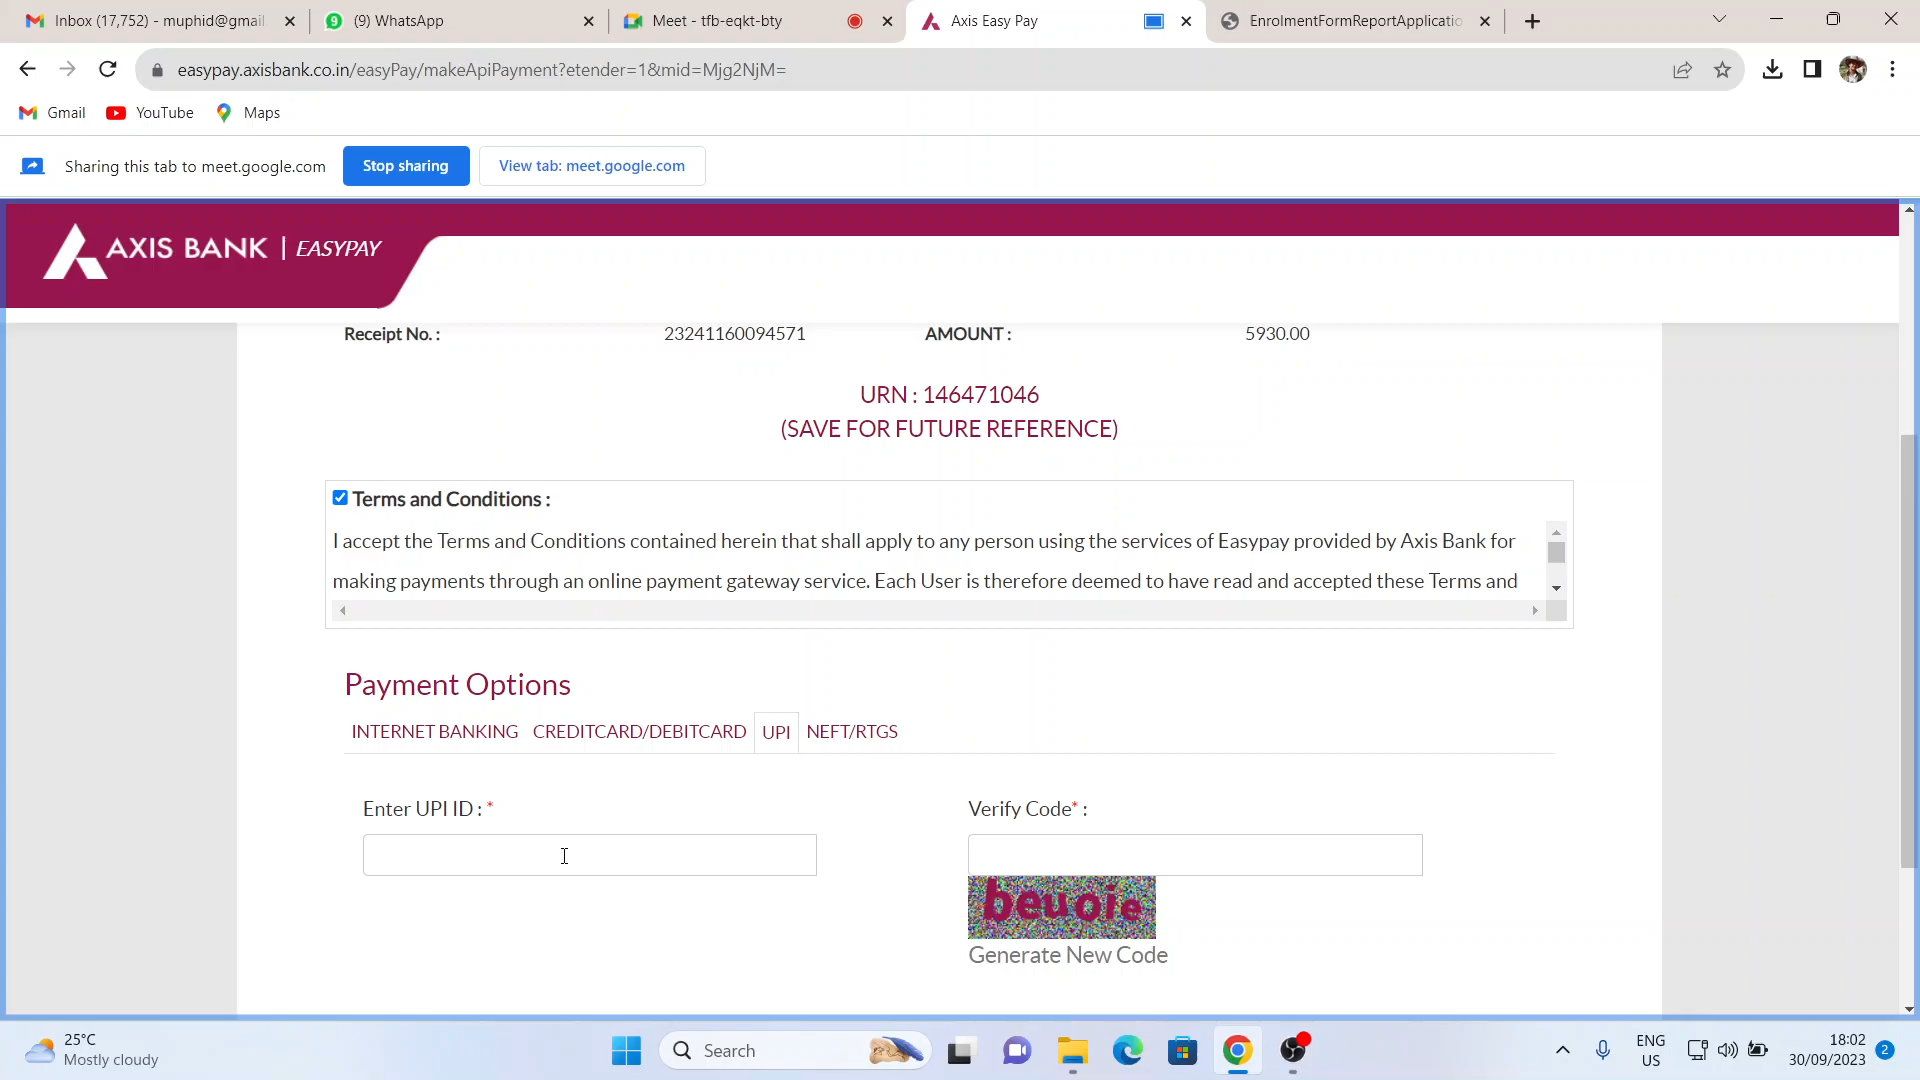 Inbox (17,752) - muphid@gmail
9 (9) WhatsApp
Meet - tfb-eqkt-bty
Axis Easy Pay
EnrolmentFormReportApplicatio
easypay.axisbank.co.in/easyPay/makeApiPayment?etender=1&mid=Mjg2NjM=
Gmail YouTube Maps
Sharing this tab to meet.google.com Stop sharing View tab: meet.google.com
AXIS BANK | EASYPAY
Receipt No. : 23241160094571 AMOUNT : 5930.00
URN : 146471046
(SAVE FOR FUTURE REFERENCE)
Terms and Conditions :
I accept the Terms and Conditions contained herein that shall apply to any person using the services of Easypay provided by Axis Bank for
making payments through an online payment gateway service. Each User is therefore deemed to have read and accepted these Terms and
Payment Options
INTERNET BANKING CREDITCARD/DEBITCARD UPI NEFT/RTGS
Enter UPI ID : * Verify Code* :
beuoie
Generate New Code
25°C
Mostly cloudy
Search
ENG
US
18:02
30/09/2023
2